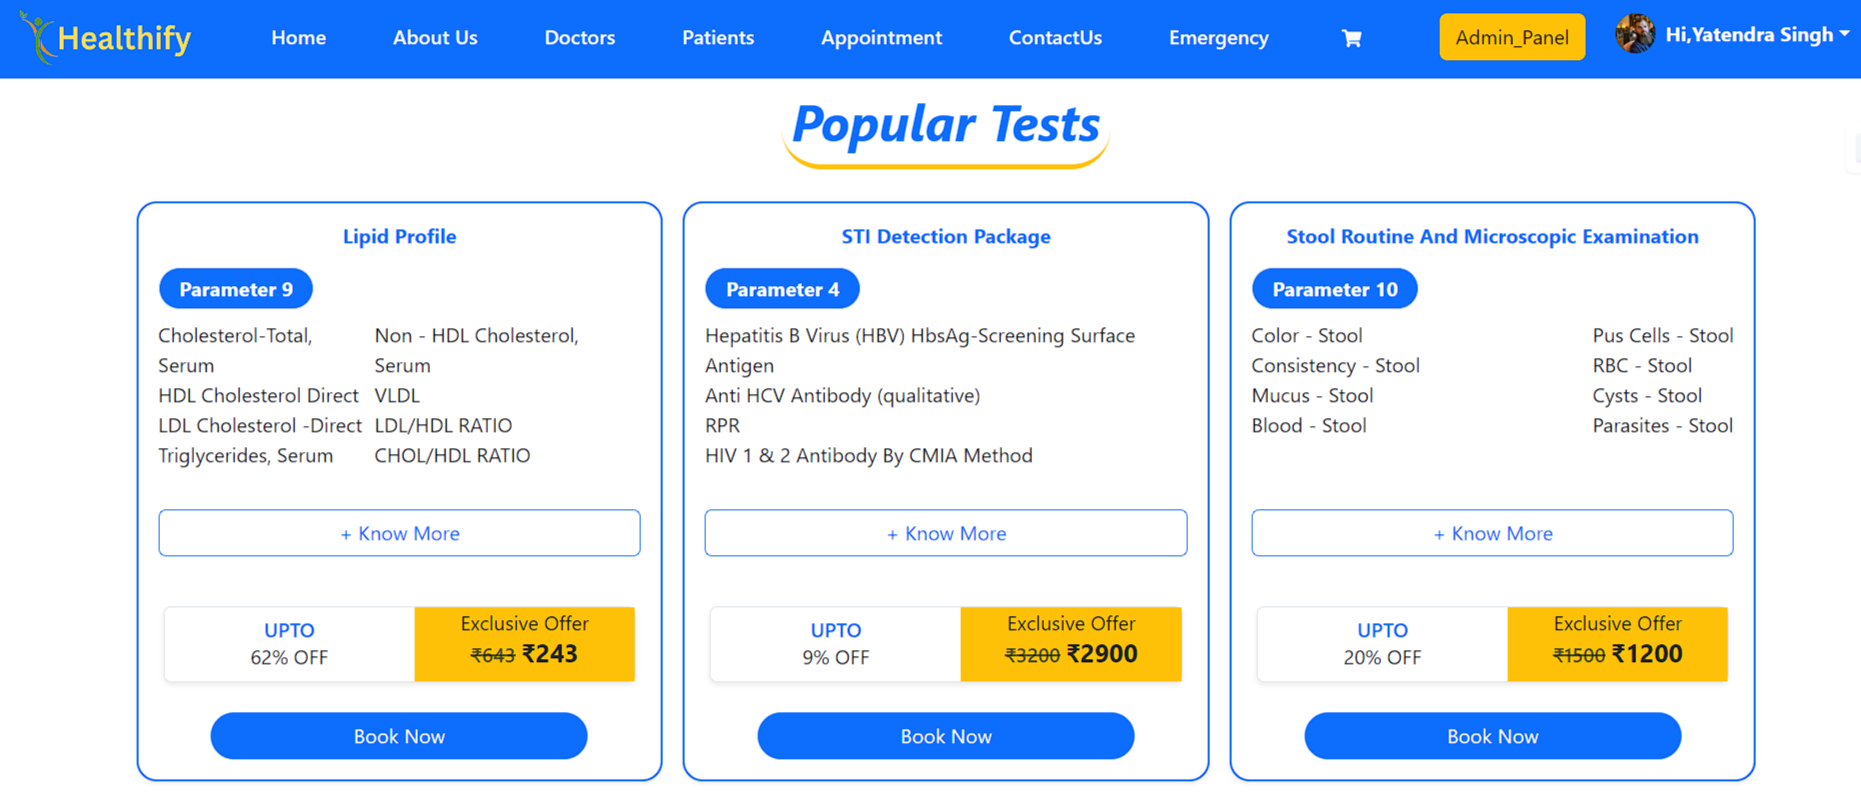 Healthify
Home
About Us
Doctors
Patients
Appointment
ContactUs
Emergency
Admin_Panel
Hi,Yatendra Singh
Popular Tests
Lipid Profile
Parameter 9
Cholesterol-Total,
Serum
HDL Cholesterol Direct
LDL Cholesterol -Direct
Triglycerides, Serum
Non - HDL Cholesterol,
Serum
VLDL
LDL/HDL RATIO
CHOL/HDL RATIO
+ Know More
UPTO
62% OFF
Exclusive Offer
₹643 ₹243
Book Now
STI Detection Package
Parameter 4
Hepatitis B Virus (HBV) HbsAg-Screening Surface
Antigen
Anti HCV Antibody (qualitative)
RPR
HIV 1 & 2 Antibody By CMIA Method
+ Know More
UPTO
9% OFF
Exclusive Offer
₹3200 ₹2900
Book Now
Stool Routine And Microscopic Examination
Parameter 10
Color - Stool
Consistency - Stool
Mucus - Stool
Blood - Stool
Pus Cells - Stool
RBC - Stool
Cysts - Stool
Parasites - Stool
+ Know More
UPTO
20% OFF
Exclusive Offer
₹1500 ₹1200
Book Now